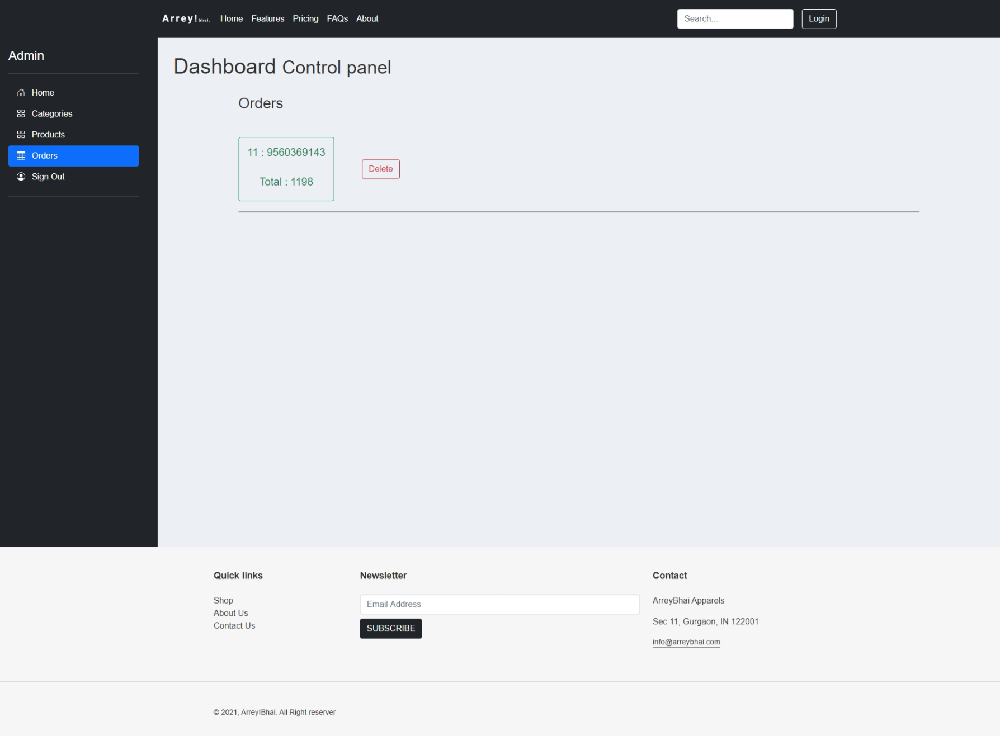 Arrey!bhai. Home Features Pricing FAQs About Search... Login
Admin
Home
Categories
Products
Orders
Sign Out
Dashboard Control panel
Orders
11 : 9560369143
Total : 1198
Delete
Quick links
Shop
About Us
Contact Us
Newsletter
Email Address
SUBSCRIBE
Contact
ArreyBhai Apparels
Sec 11, Gurgaon, IN 122001
info@arreybhai.com
© 2021, Arrey!Bhai. All Right reserver